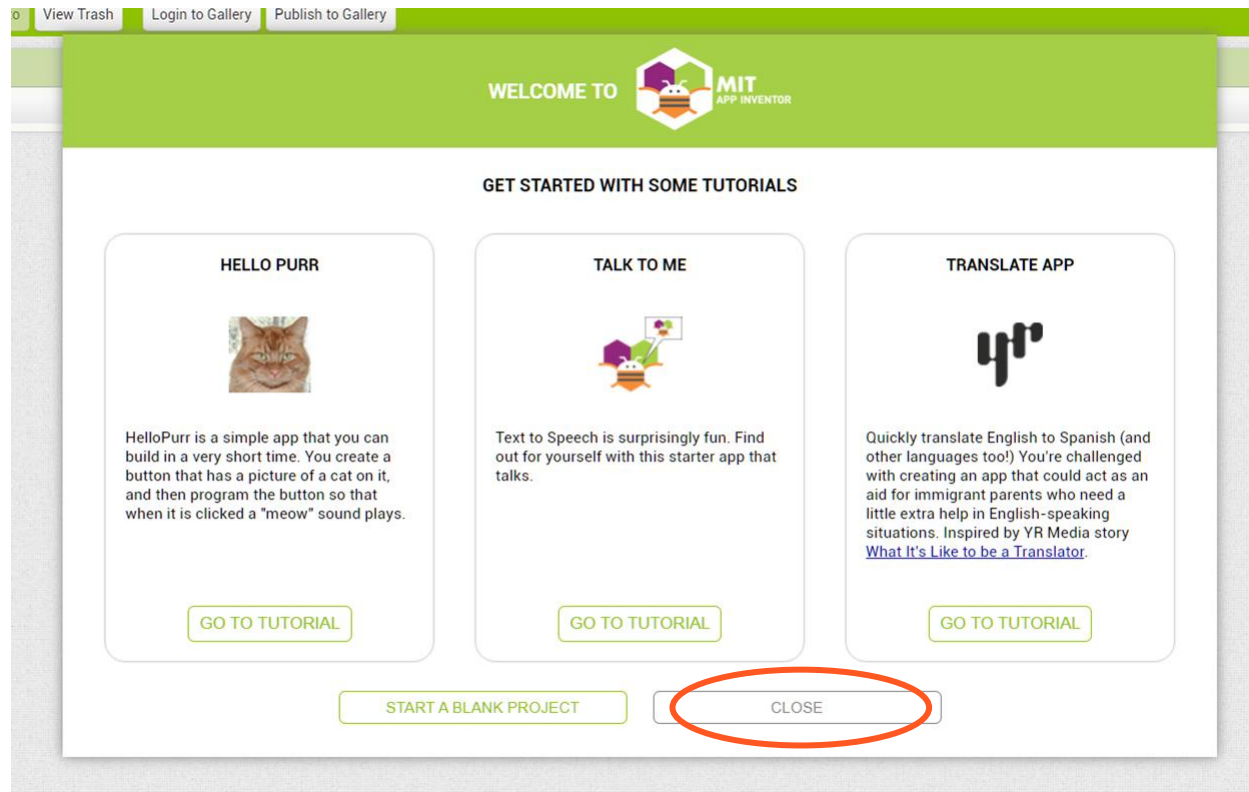 View Trash Login to Gallery Publish to Gallery
WELCOME TO MIT
APP INVENTOR
GET STARTED WITH SOME TUTORIALS
HELLO PURR
HelloPurr is a simple app that you can
build in a very short time. You create a
button that has a picture of a cat on it,
and then program the button so that
when it is clicked a "meow" sound plays.
GO TO TUTORIAL
TALK TO ME
Text to Speech is surprisingly fun. Find
out for yourself with this starter app that
talks.
GO TO TUTORIAL
TRANSLATE APP
yr
Quickly translate English to Spanish (and
other languages too!) You're challenged
with creating an app that could act as an
aid for immigrant parents who need a
little extra help in English-speaking
situations. Inspired by YR Media story
What It's Like to be a Translator.
GO TO TUTORIAL
START A BLANK PROJECT CLOSE